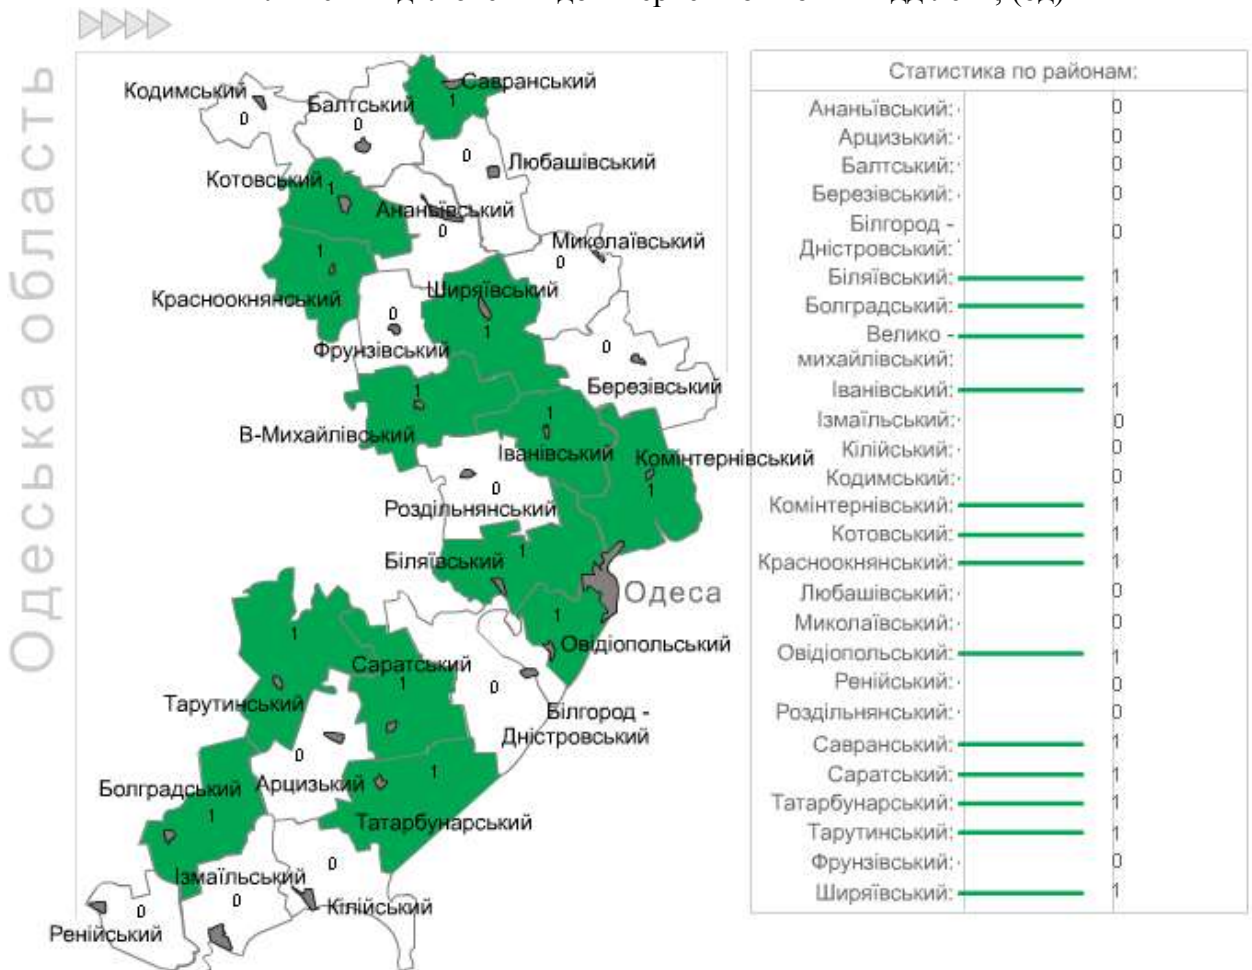 Одеська область
Кодимський
0
Балтський
0
Савранський
1
0
Любашівський
Котовський
1
Ананьївський
0
Миколаївський
0
1
Красноокнянський
Ширяївський
1
0
Фрунзівський
0
Березівський
1
В-Михайлівський
1
Іванівський
Комінтернівський
1
0
Роздільнянський
Біляївський
1
Одеса
1
Овідіопольський
1
Саратський
1
0
Тарутинський
Білгород -
Дністровський
0
Арцизький
1
Болградський
1
Татарбунарський
0
Ізмаїльський
0
Кілійський
0
Ренійський
Статистика по районам:
Ананьївський: 0
Арцизький: 0
Балтський: 0
Березівський: 0
Білгород -
Дністровський: 0
Біляївський: 1
Болградський: 1
Велико -
михайлівський: 1
Іванівський: 1
Ізмаїльський: 0
Кілійський: 0
Кодимський: 0
Комінтернівський: 1
Котовський: 1
Красноокнянський: 1
Любашівський: 0
Миколаївський: 0
Овідіопольський: 1
Ренійський: 0
Роздільнянський: 0
Савранський: 1
Саратський: 1
Татарбунарський: 1
Тарутинський: 1
Фрунзівський: 0
Ширяївський: 1